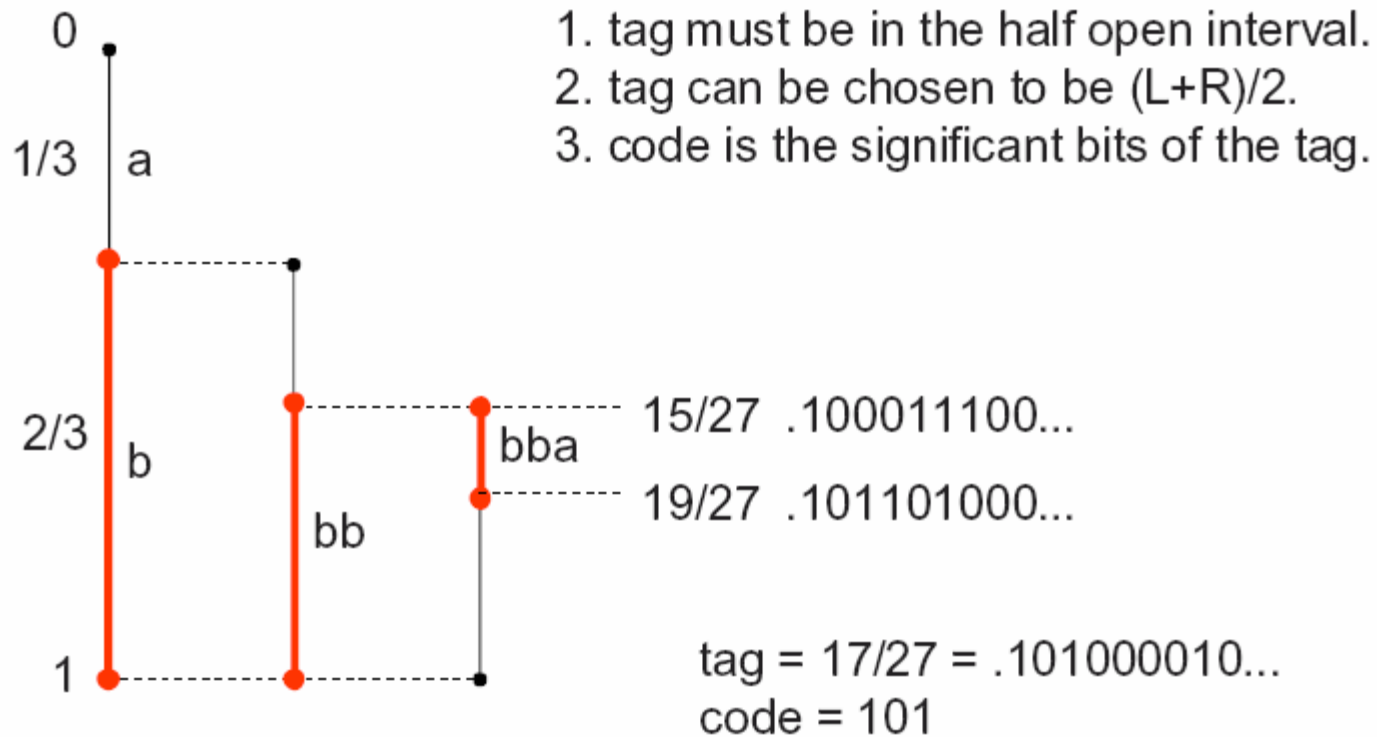 0
1. tag must be in the half open interval.
2. tag can be chosen to be (L+R)/2.
3. code is the significant bits of the tag.
1/3 a
2/3 b
bb
bba
15/27 .100011100...
19/27 .101101000...
1
tag = 17/27 = .101000010...
code = 101